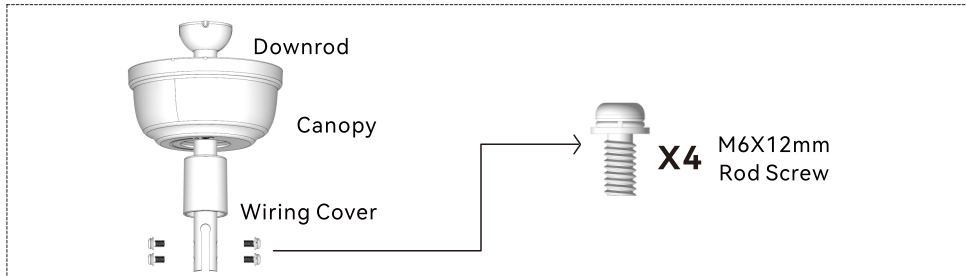 Downrod
Canopy
X4
M6X12mm
Rod Screw
Wiring Cover